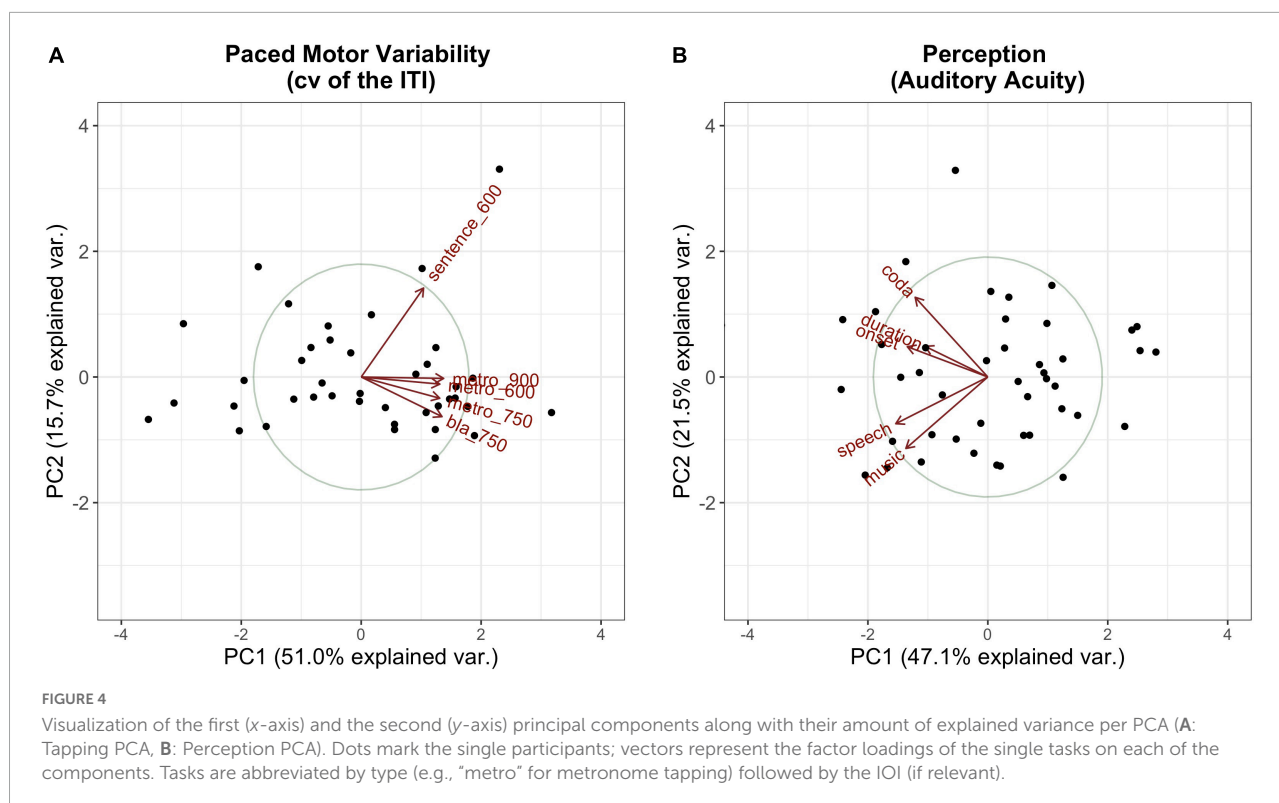 A
Paced Motor Variability
(cv of the ITI)
4
2
0
-2
-4
-2
0
2
4
PC2 (15.7% explained var.)
PC1 (51.0% explained var.)
sentence_600
metro_900
metro_600
metro_750
bla_750
B
Perception
(Auditory Acuity)
4
2
0
-2
-4
-2
0
2
4
PC2 (21.5% explained var.)
PC1 (47.1% explained var.)
coda
duration
onset
speech
music
FIGURE 4
Visualization of the first (x-axis) and the second (y-axis) principal components along with their amount of explained variance per PCA (A:
Tapping PCA, B: Perception PCA). Dots mark the single participants; vectors represent the factor loadings of the single tasks on each of the
components. Tasks are abbreviated by type (e.g., “metro” for metronome tapping) followed by the IOI (if relevant).